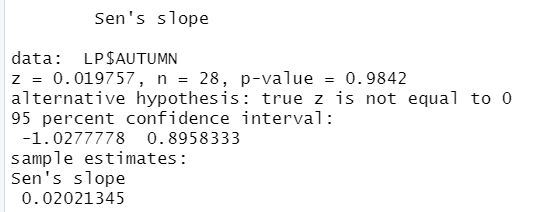 Sen's slope
data: LP$AUTUMN
z = 0.019757, n = 28, p-value = 0.9842
alternative hypothesis: true z is not equal to 0
95 percent confidence interval:
-1.0277778 0.8958333
sample estimates:
Sen's slope
0.02021345